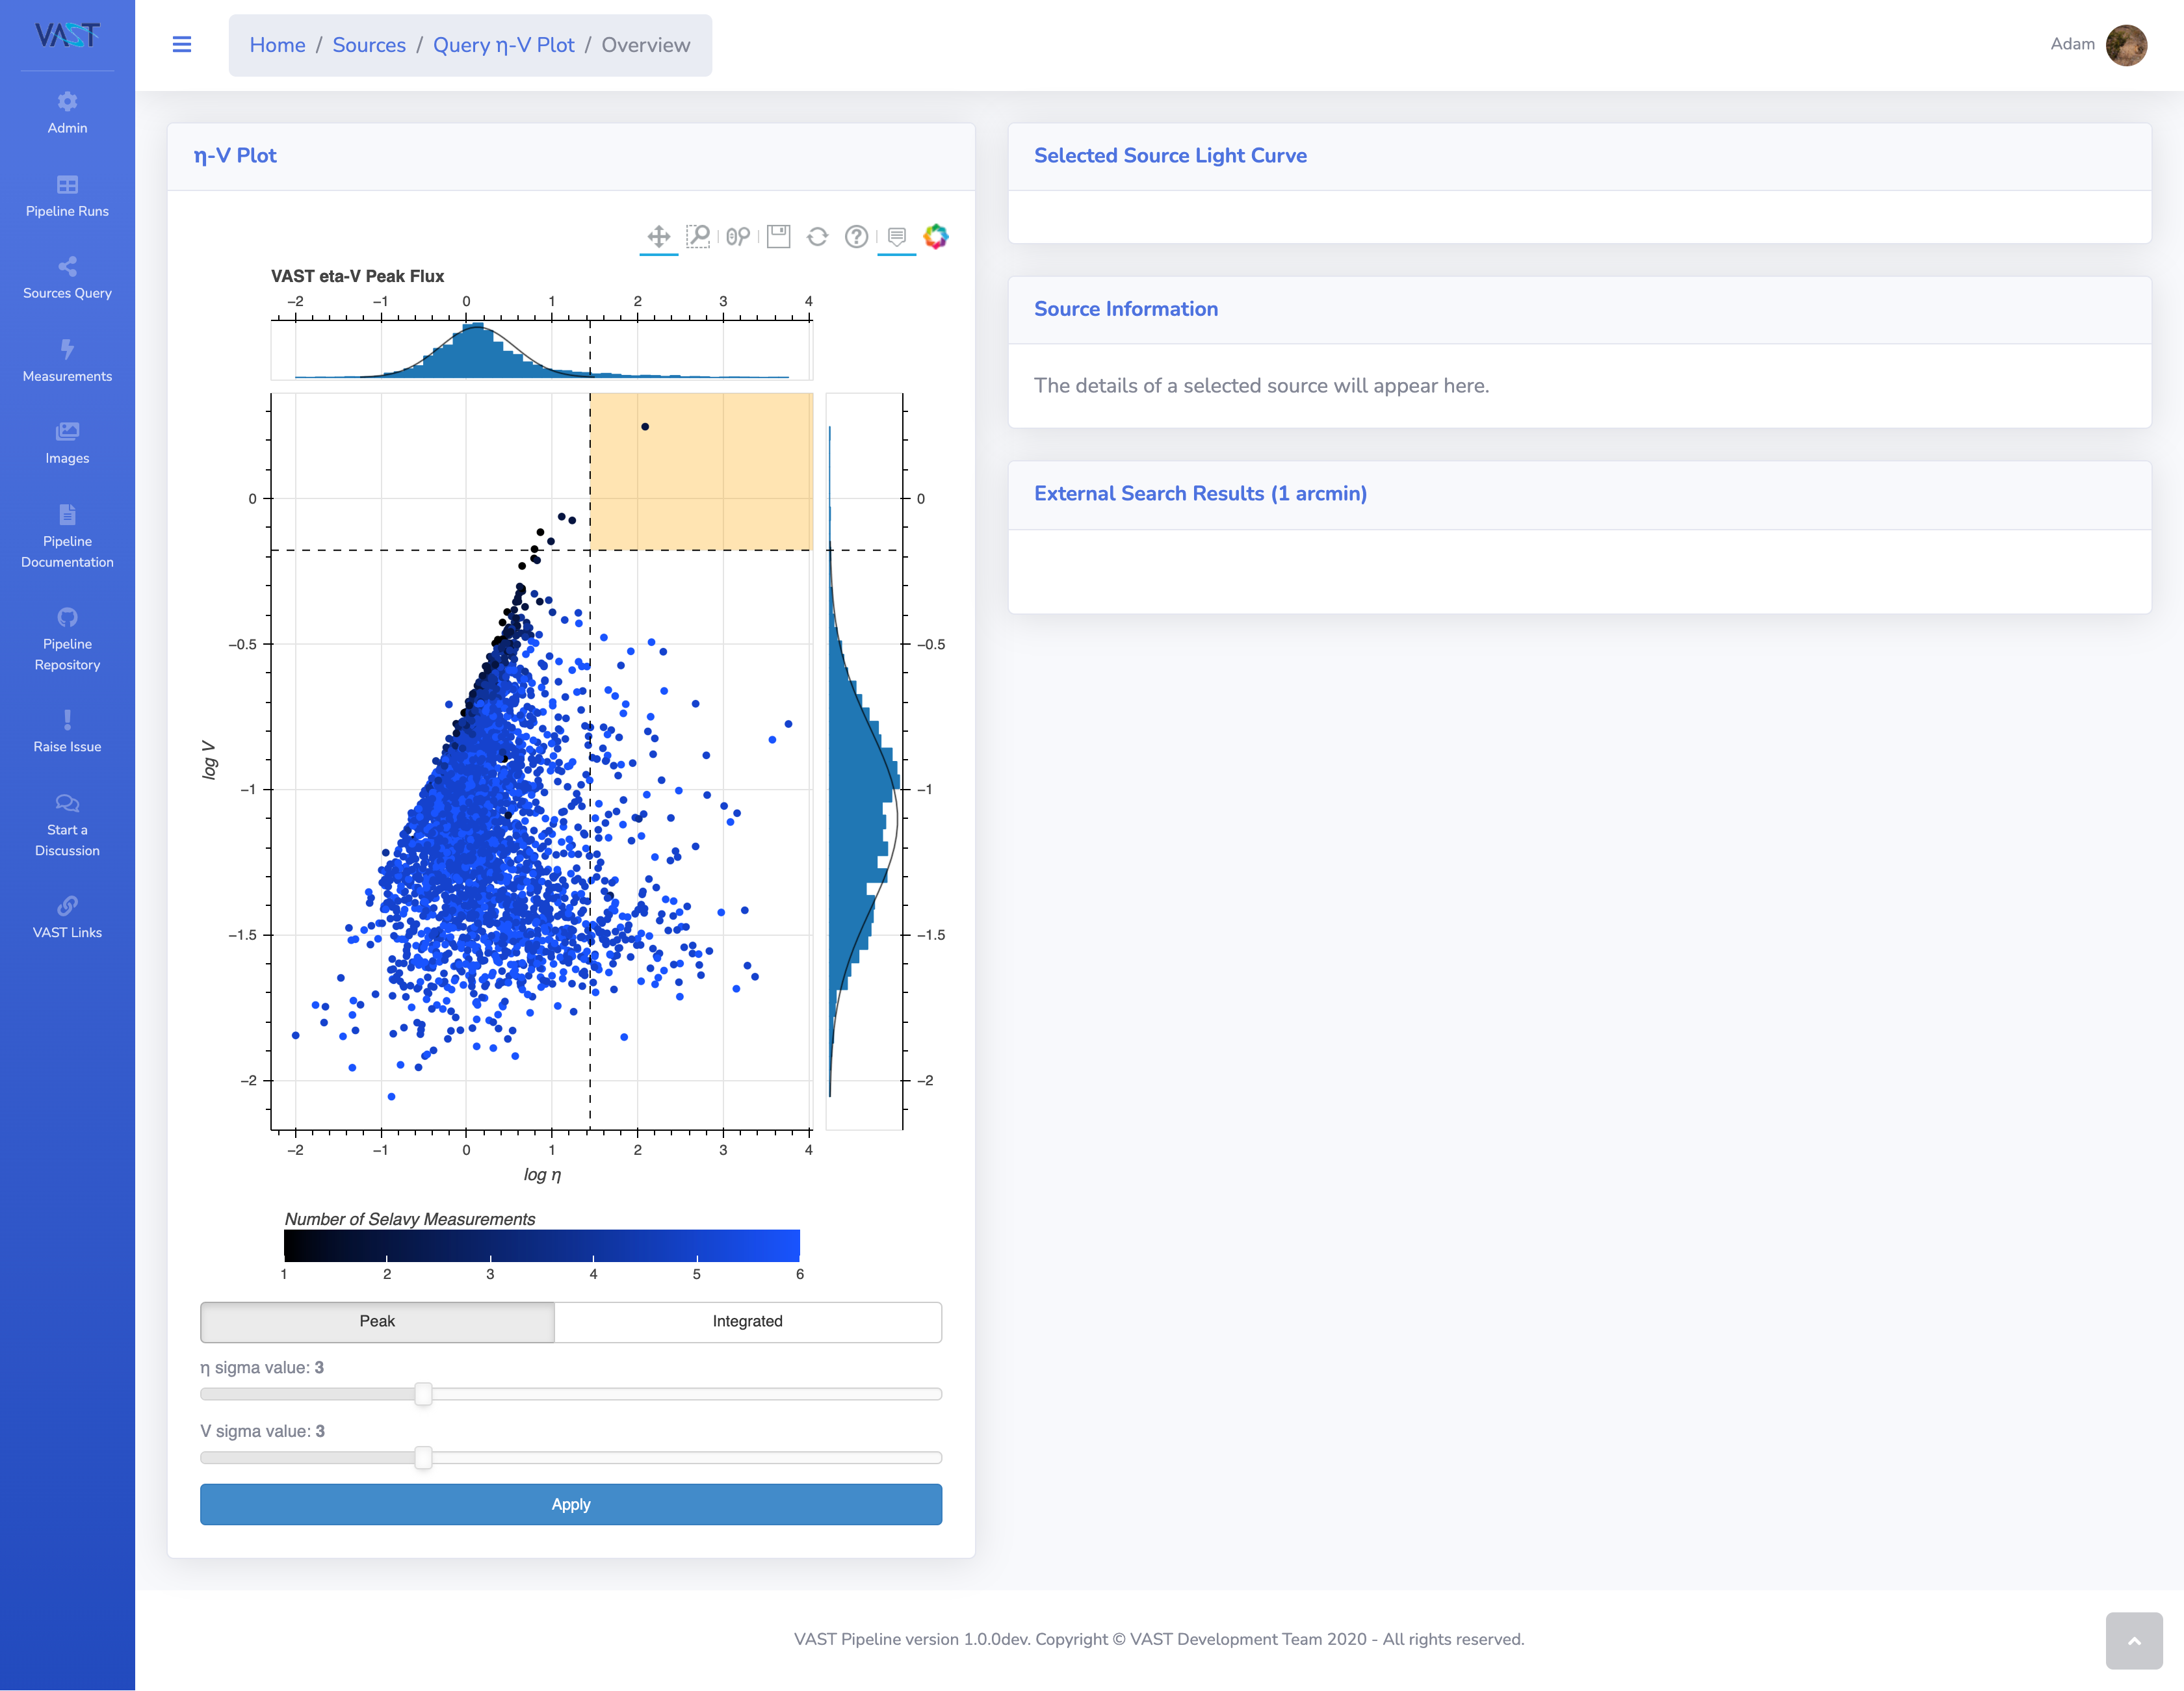 VAST
Admin
Pipeline Runs
Sources Query
Measurements
Images
Pipeline
Documentation
Pipeline
Repository
Raise Issue
Start a
Discussion
VAST Links
Home / Sources / Query η-V Plot / Overview
Adam
η-V Plot
VAST eta-V Peak Flux
−2 −1 0 1 2 3 4
0
−0.5
−1
−1.5
−2
log V
0
−0.5
−1
−1.5
−2
−2 −1 0 1 2 3 4
log η
Number of Selavy Measurements
1 2 3 4 5 6
Peak
Integrated
η sigma value: 3
V sigma value: 3
Apply
Selected Source Light Curve
Source Information
The details of a selected source will appear here.
External Search Results (1 arcmin)
VAST Pipeline version 1.0.0dev. Copyright © VAST Development Team 2020 - All rights reserved.